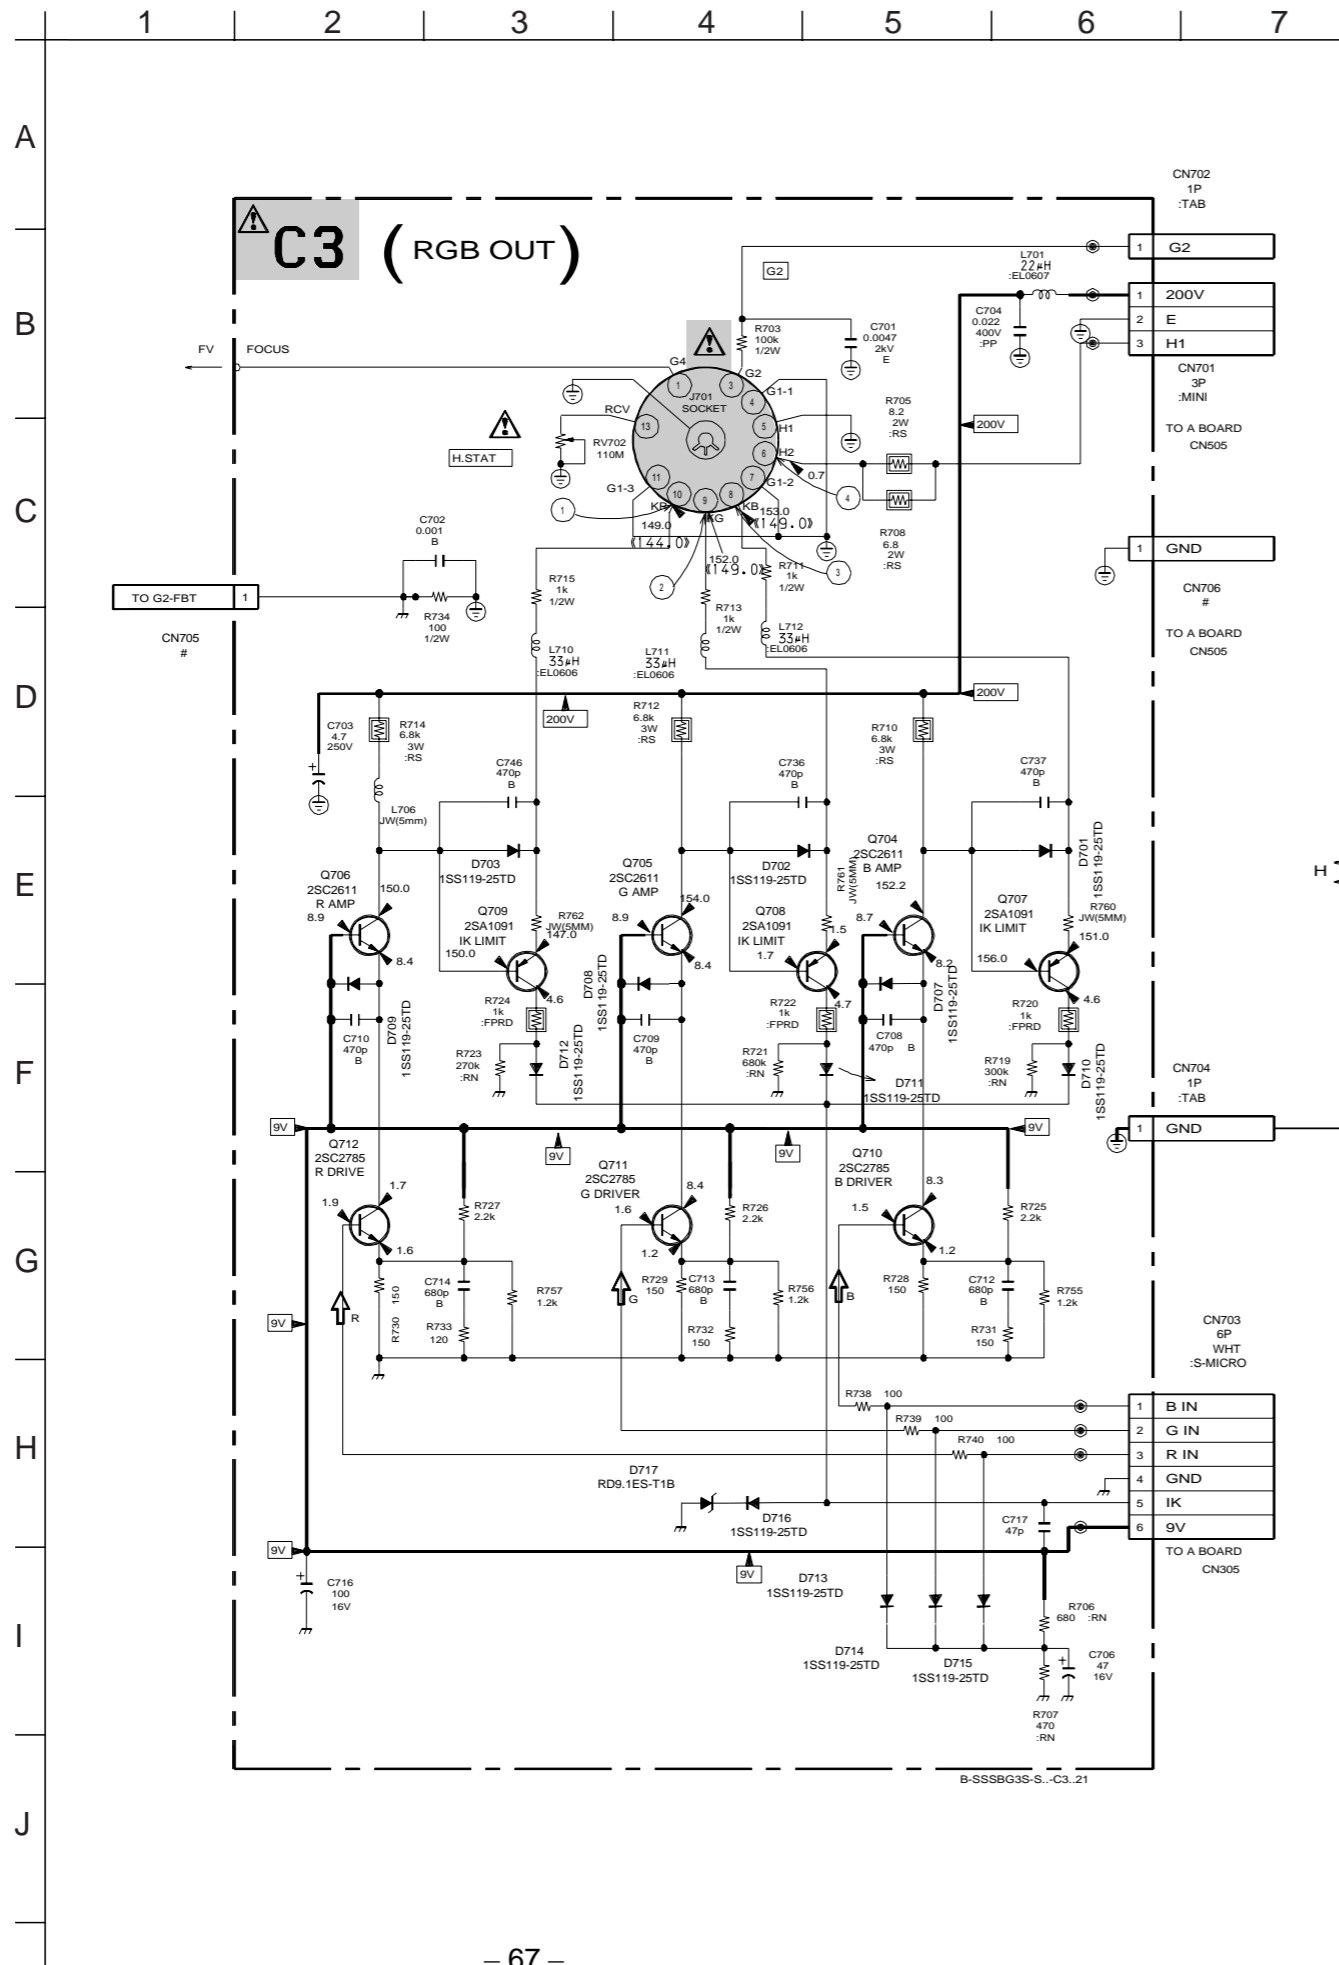 1 2 3 4 5 6 7
A
B
C
D
E
F
G
H
I
J
C3 (RGB OUT)
CN702
1P
:TAB
1 G2
G2
L701
22µH
:EL0607
1 200V
2 E
3 H1
CN701
3P
:MINI
TO A BOARD
CN505
C704
0.022
400V
:PP
C701
0.0047
2kV
E
R703
100k
1/2W
FV
FOCUS
G4
G2
G1-1
H1
H2
G1-2
KB
KG
KR
G1-3
RCV
J701
SOCKET
1
3
4
5
6
7
8
9
10
11
13
RV702
110M
H.STAT
R705
8.2
2W
:RS
200V
0.7
4
R708
6.8
2W
:RS
1
2
3
149.0
《144.0》
152.0
《149.0》
153.0
《149.0》
C702
0.001
B
R734
100
1/2W
TO G2-FBT 1
CN705
#
1 GND
CN706
#
TO A BOARD
CN505
R715
1k
1/2W
R713
1k
1/2W
R711
1k
1/2W
L710
33µH
:EL0606
L711
33µH
:EL0606
L712
33µH
:EL0606
200V
200V
C703
4.7
250V
+
R714
6.8k
3W
:RS
R712
6.8k
3W
:RS
R710
6.8k
3W
:RS
L706
JW(5mm)
C746
470p
B
C736
470p
B
C737
470p
B
D703
1SS119-25TD
D702
1SS119-25TD
D701
1SS119-25TD
Q706
2SC2611
R AMP
8.9
150.0
8.4
Q705
2SC2611
G AMP
8.9
154.0
8.4
Q704
2SC2611
B AMP
152.2
8.7
8.2
Q709
2SA1091
IK LIMIT
150.0
147.0
4.6
R762
JW(5MM)
Q708
2SA1091
IK LIMIT
1.7
1.5
4.7
R761
JW(5MM)
Q707
2SA1091
IK LIMIT
156.0
151.0
4.6
R760
JW(5MM)
H
D709
1SS119-25TD
D708
1SS119-25TD
D707
1SS119-25TD
C710
470p
B
C709
470p
B
C708
470p B
R724
1k
:FPRD
R722
1k
:FPRD
R720
1k
:FPRD
R723
270k
:RN
R721
680k
:RN
R719
300k
:RN
D712
1SS119-25TD
D711
1SS119-25TD
D710
1SS119-25TD
CN704
1P
:TAB
1 GND
9V
9V
9V
9V
Q712
2SC2785
R DRIVE
1.9
1.7
1.6
Q711
2SC2785
G DRIVER
1.6
8.4
1.2
Q710
2SC2785
B DRIVER
1.5
8.3
1.2
R727
2.2k
R726
2.2k
R725
2.2k
R730 150
C714
680p
B
R733
120
R757
1.2k
R729
150
C713
680p
B
R732
150
R756
1.2k
R728
150
C712
680p
B
R731
150
R755
1.2k
R
G
B
9V
CN703
6P
WHT
:S-MICRO
R738 100
R739 100
R740 100
1 B IN
2 G IN
3 R IN
4 GND
5 IK
6 9V
TO A BOARD
CN305
D717
RD9.1ES-T1B
D716
1SS119-25TD
C717
47p
9V
9V
C716
100
16V
+
D713
1SS119-25TD
D714
1SS119-25TD
D715
1SS119-25TD
R706
680 :RN
R707
470
:RN
C706
47
16V
+
B-SSSBG3S-S..-C3..21
– 67 –